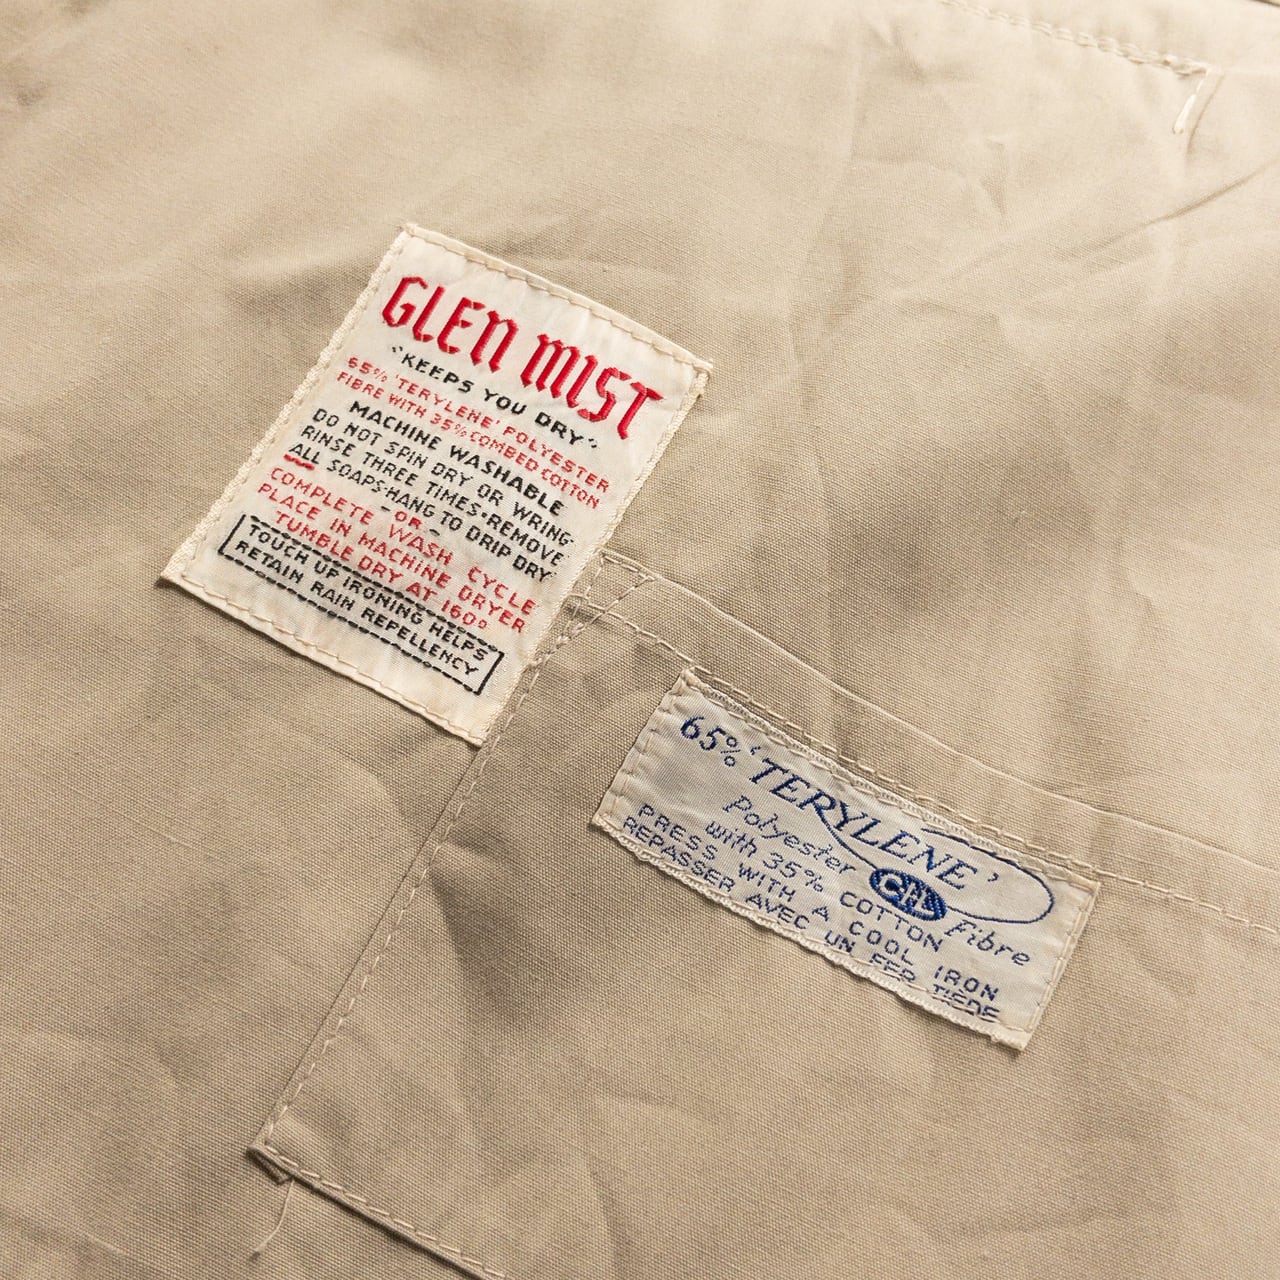 GLEN MIST
"KEEPS YOU DRY"
65% 'TERYLENE' POLYESTER
FIBRE WITH 35% COMBED COTTON
MACHINE WASHABLE
DO NOT SPIN DRY OR WRING·
RINSE THREE TIMES·REMOVE
ALL SOAPS·HANG TO DRIP DRY
- OR -
COMPLETE WASH CYCLE
PLACE IN MACHINE DRYER
TUMBLE DRY AT 160°
TOUCH UP IRONING HELPS
RETAIN RAIN REPELLENCY
65% 'TERYLENE'
Polyester CIL Fibre
with 35% COTTON
PRESS WITH A COOL IRON
REPASSER AVEC UN FER TIEDE